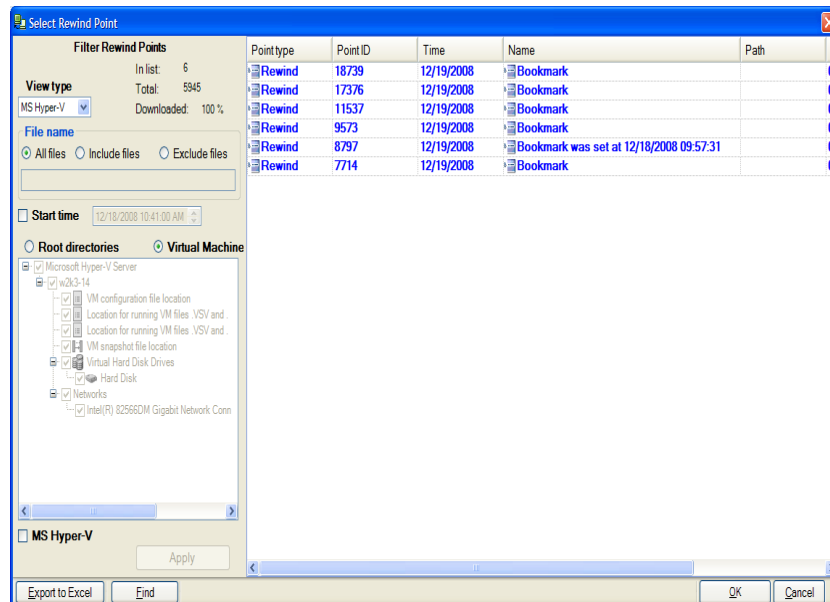 Select Rewind Point
Filter Rewind Points
In list: 6
View type
Total: 5945
MS Hyper-V
Downloaded: 100 %
File name
All files Include files Exclude files
Start time 12/18/2008 10:41:00 AM
Root directories Virtual Machine
Microsoft Hyper-V Server
w2k3-14
VM configuration file location
Location for running VM files .VSV and .
Location for running VM files .VSV and .
VM snapshot file location
Virtual Hard Disk Drives
Hard Disk
Networks
Intel(R) 82566DM Gigabit Network Conn
MS Hyper-V
Apply
Point type Point ID Time Name Path
Rewind 18739 12/19/2008 Bookmark
Rewind 17376 12/19/2008 Bookmark
Rewind 11537 12/19/2008 Bookmark
Rewind 9573 12/19/2008 Bookmark
Rewind 8797 12/19/2008 Bookmark was set at 12/18/2008 09:57:31
Rewind 7714 12/19/2008 Bookmark
Export to Excel Find OK Cancel